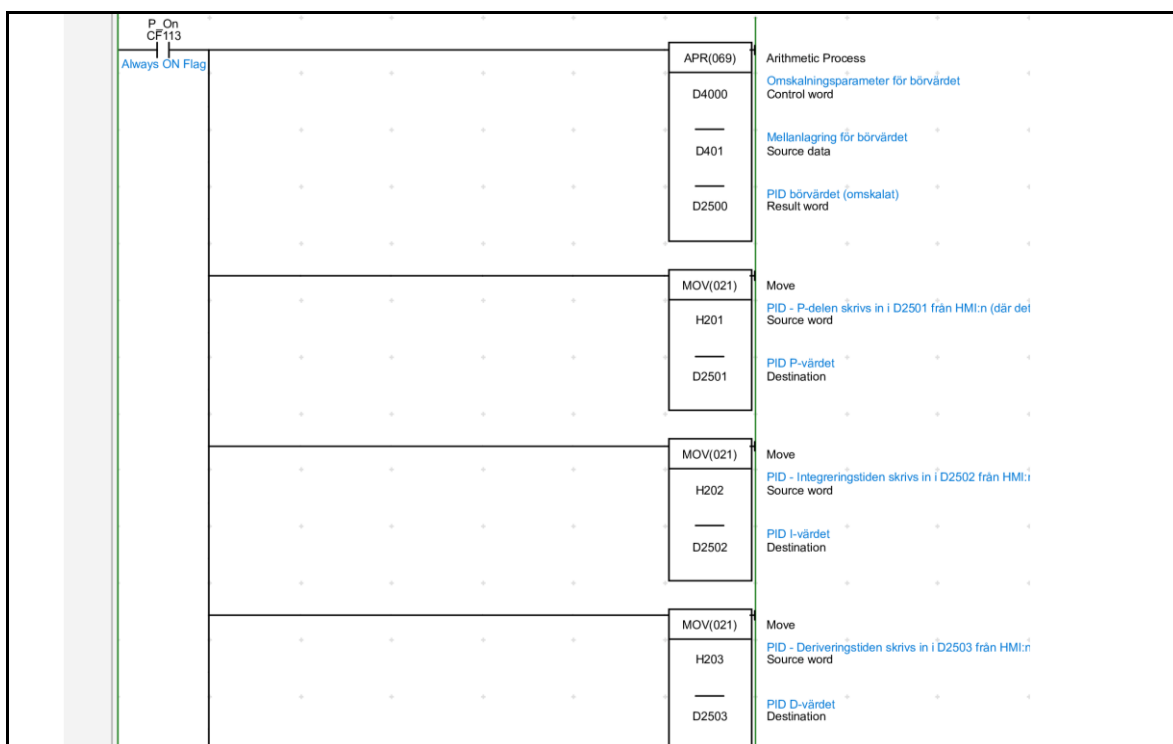 P_On
CF113
Always ON Flag
APR(069)
Arithmetic Process
Omskalningsparameter för börvärdet
D4000
Control word
Mellanlagring för börvärdet
D401
Source data
PID börvärdet (omskalat)
D2500
Result word
MOV(021)
Move
PID - P-delen skrivs in i D2501 från HMI:n (där det
H201
Source word
PID P-värdet
D2501
Destination
MOV(021)
Move
PID - Integreringstiden skrivs in i D2502 från HMI:n
H202
Source word
PID I-värdet
D2502
Destination
MOV(021)
Move
PID - Deriveringstiden skrivs in i D2503 från HMI:n
H203
Source word
PID D-värdet
D2503
Destination